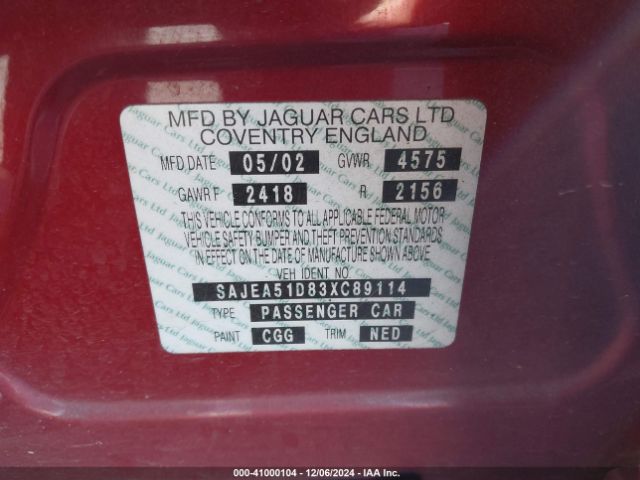 MFD BY JAGUAR CARS LTD
COVENTRY ENGLAND
MFD.DATE 05/02 GVWR 4575
GAWR F 2418 R 2156
THIS VEHICLE CONFORMS TO ALL APPLICABLE FEDERAL MOTOR
VEHICLE SAFETY BUMPER AND THEFT PREVENTION STANDARDS
IN EFFECT ON THE DATE OF MANUFACTURE SHOWN ABOVE
VEH IDENT NO
SAJEA51D83XC89114
TYPE PASSENGER CAR
PAINT CGG TRIM NED
000-41000104 - 12/06/2024 - IAA Inc.